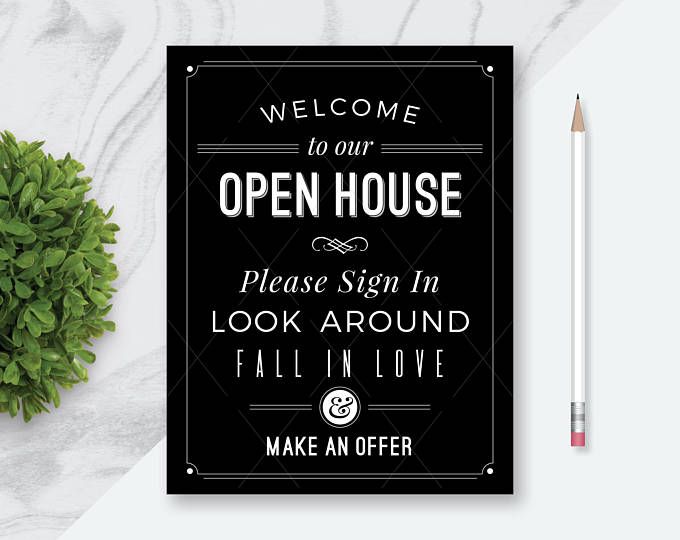 WELCOME
to our
OPEN HOUSE
Please Sign In
LOOK AROUND
FALL IN LOVE
&
MAKE AN OFFER